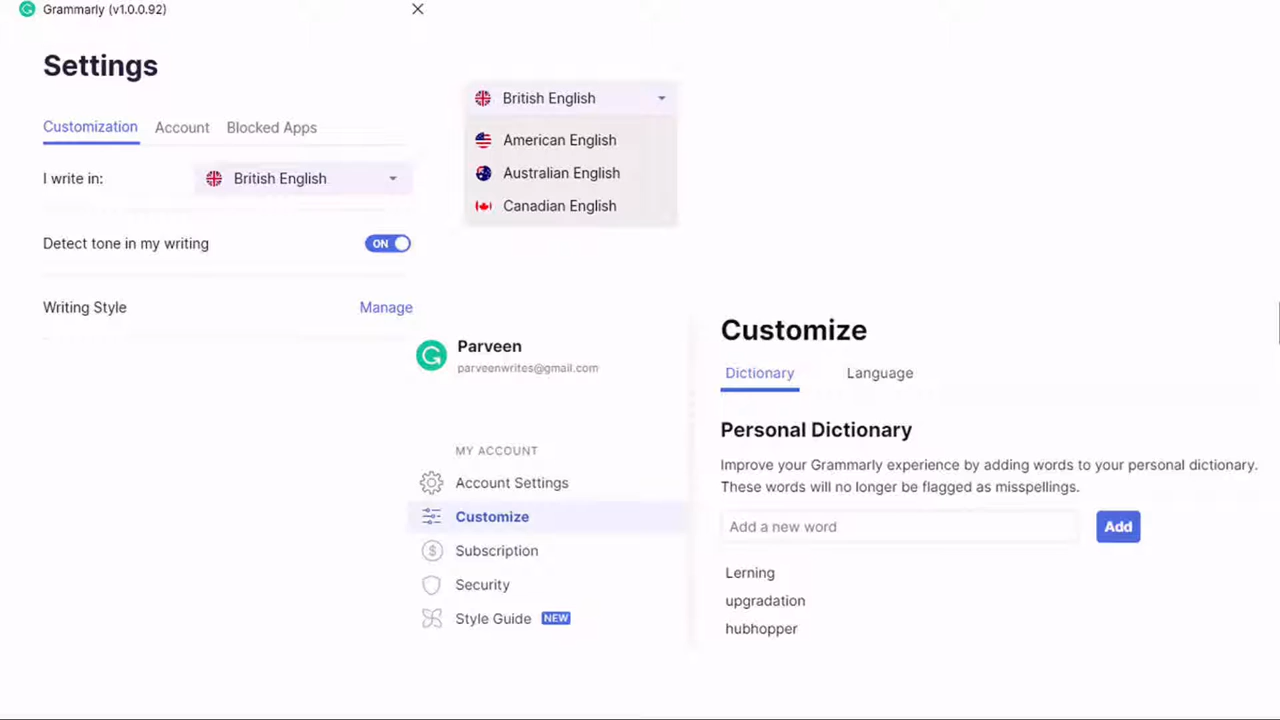 Grammarly (v1.0.0.92)
Settings
Customization Account Blocked Apps
I write in: British English
Detect tone in my writing ON
Writing Style Manage
British English
American English
Australian English
Canadian English
Parveen
parveenwrites@gmail.com
MY ACCOUNT
Account Settings
Customize
Subscription
Security
Style Guide NEW
Customize
Dictionary Language
Personal Dictionary
Improve your Grammarly experience by adding words to your personal dictionary.
These words will no longer be flagged as misspellings.
Add a new word Add
Lerning
upgradation
hubhopper